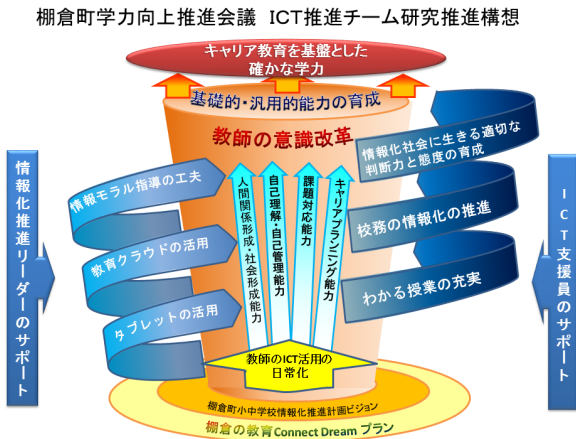 棚倉町学力向上推進会議 ICT推進チーム研究推進構想
キャリア教育を基盤とした
確かな学力
基礎的・汎用的能力の育成
教師の意識改革
情報化社会に生きる適切な
判断力と態度の育成
校務の情報化の推進
わかる授業の充実
情報モラル指導の工夫
教育クラウドの活用
タブレットの活用
人間関係形成・社会形成能力
自己理解・自己管理能力
課題対応能力
キャリアプランニング能力
教師のICT活用の
日常化
棚倉町小中学校情報化推進計画ビジョン
棚倉の教育Connect Dream プラン
情報化推進リーダーのサポート
ICT支援員のサポート